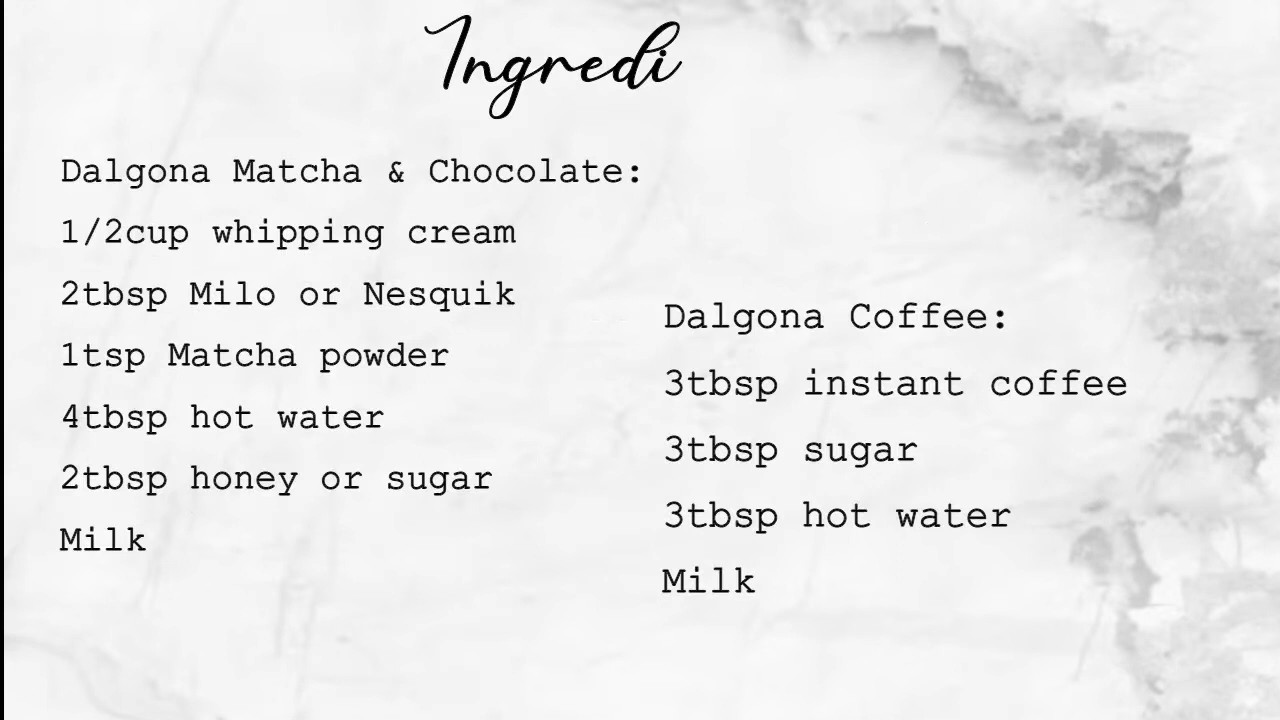 Ingredi
Dalgona Matcha & Chocolate:
1/2cup whipping cream
2tbsp Milo or Nesquik
1tsp Matcha powder
4tbsp hot water
2tbsp honey or sugar
Milk
Dalgona Coffee:
3tbsp instant coffee
3tbsp sugar
3tbsp hot water
Milk